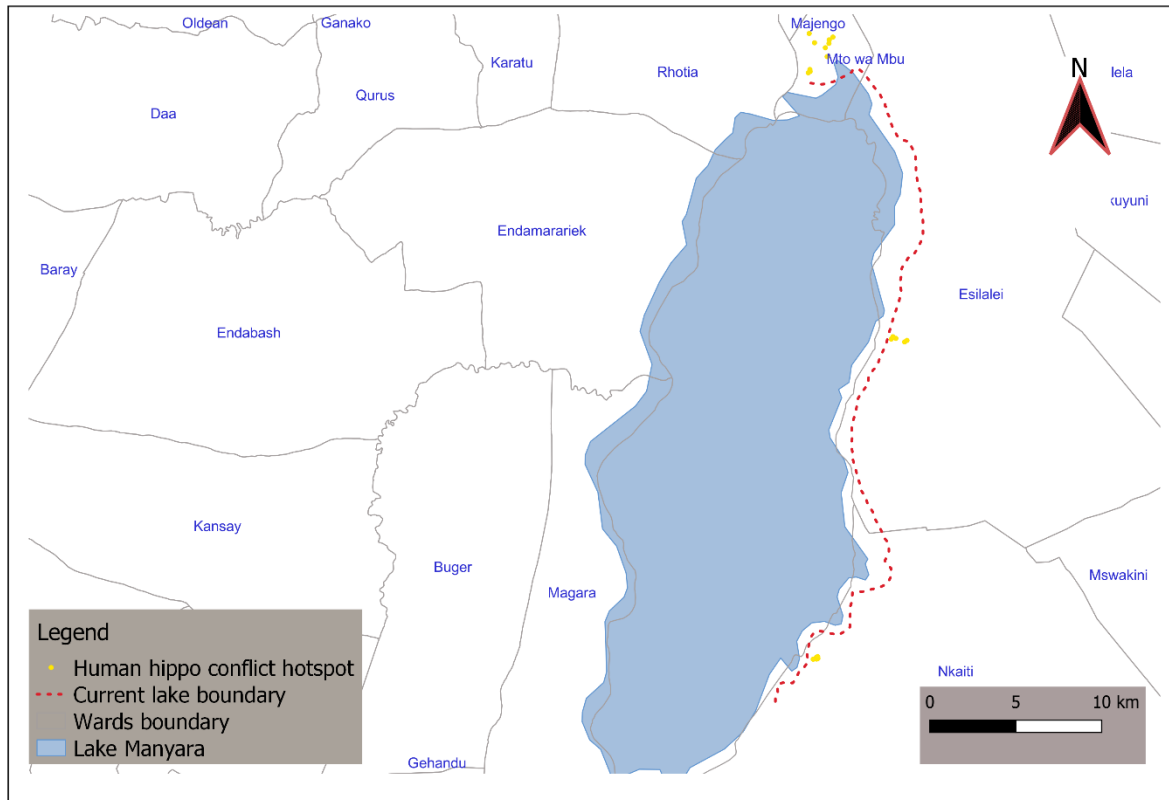 Oldean
Ganako
Majengo
Karatu
Rhotia
Mto wa Mbu
N
lela
Daa
Qurus
kuyuni
Endamarariek
Baray
Esilalei
Endabash
Kansay
Buger
Magara
Mswakini
Nkaiti
Gehandu
Legend
Human hippo conflict hotspot
Current lake boundary
Wards boundary
Lake Manyara
0 5 10 km